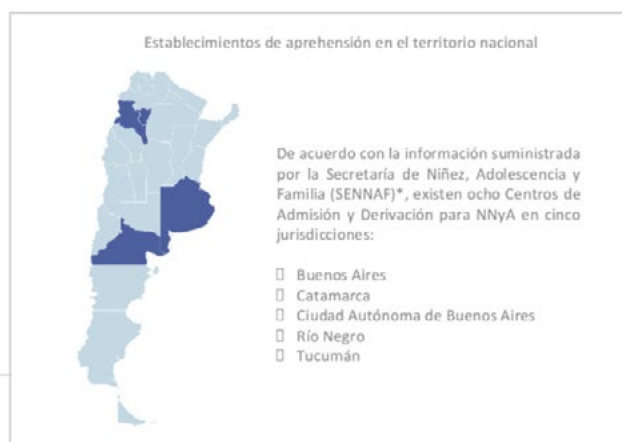 Establecimientos de aprehensión en el territorio nacional
De acuerdo con la información suministrada
por la Secretaría de Niñez, Adolescencia y
Familia (SENNAF)*, existen ocho Centros de
Admisión y Derivación para NNyA en cinco
jurisdicciones:
▯ Buenos Aires
▯ Catamarca
▯ Ciudad Autónoma de Buenos Aires
▯ Río Negro
▯ Tucumán